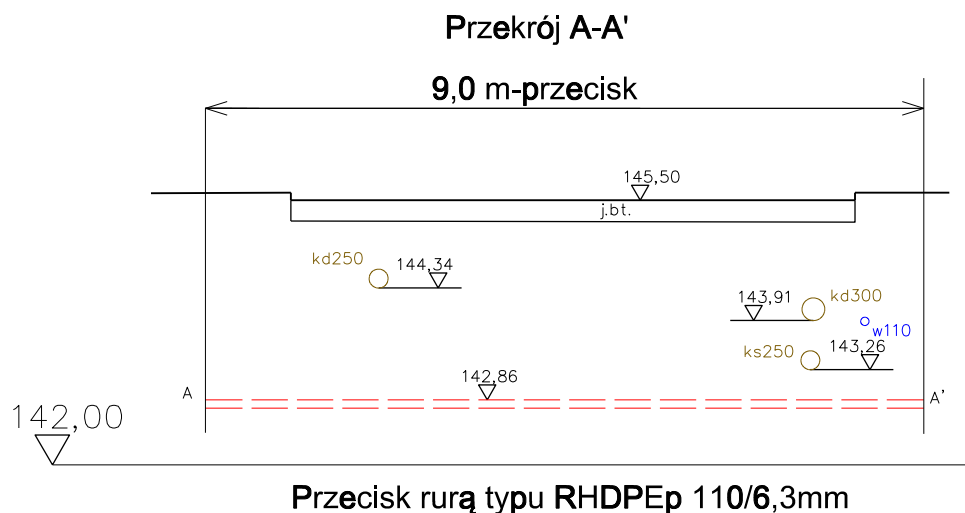 Przekrój A-A'
9,0 m-przecisk
145,50
j.bt.
kd250
144,34
143,91
kd300
w110
ks250
143,26
142,86
A
A'
142,00
Przecisk rurą typu RHDPEp 110/6,3mm